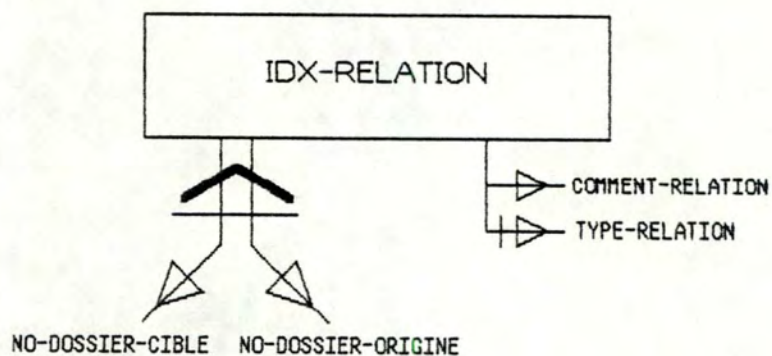 IDX-RELATION
COMMENT-RELATION
TYPE-RELATION
NO-DOSSIER-CIBLE NO-DOSSIER-ORIGINE